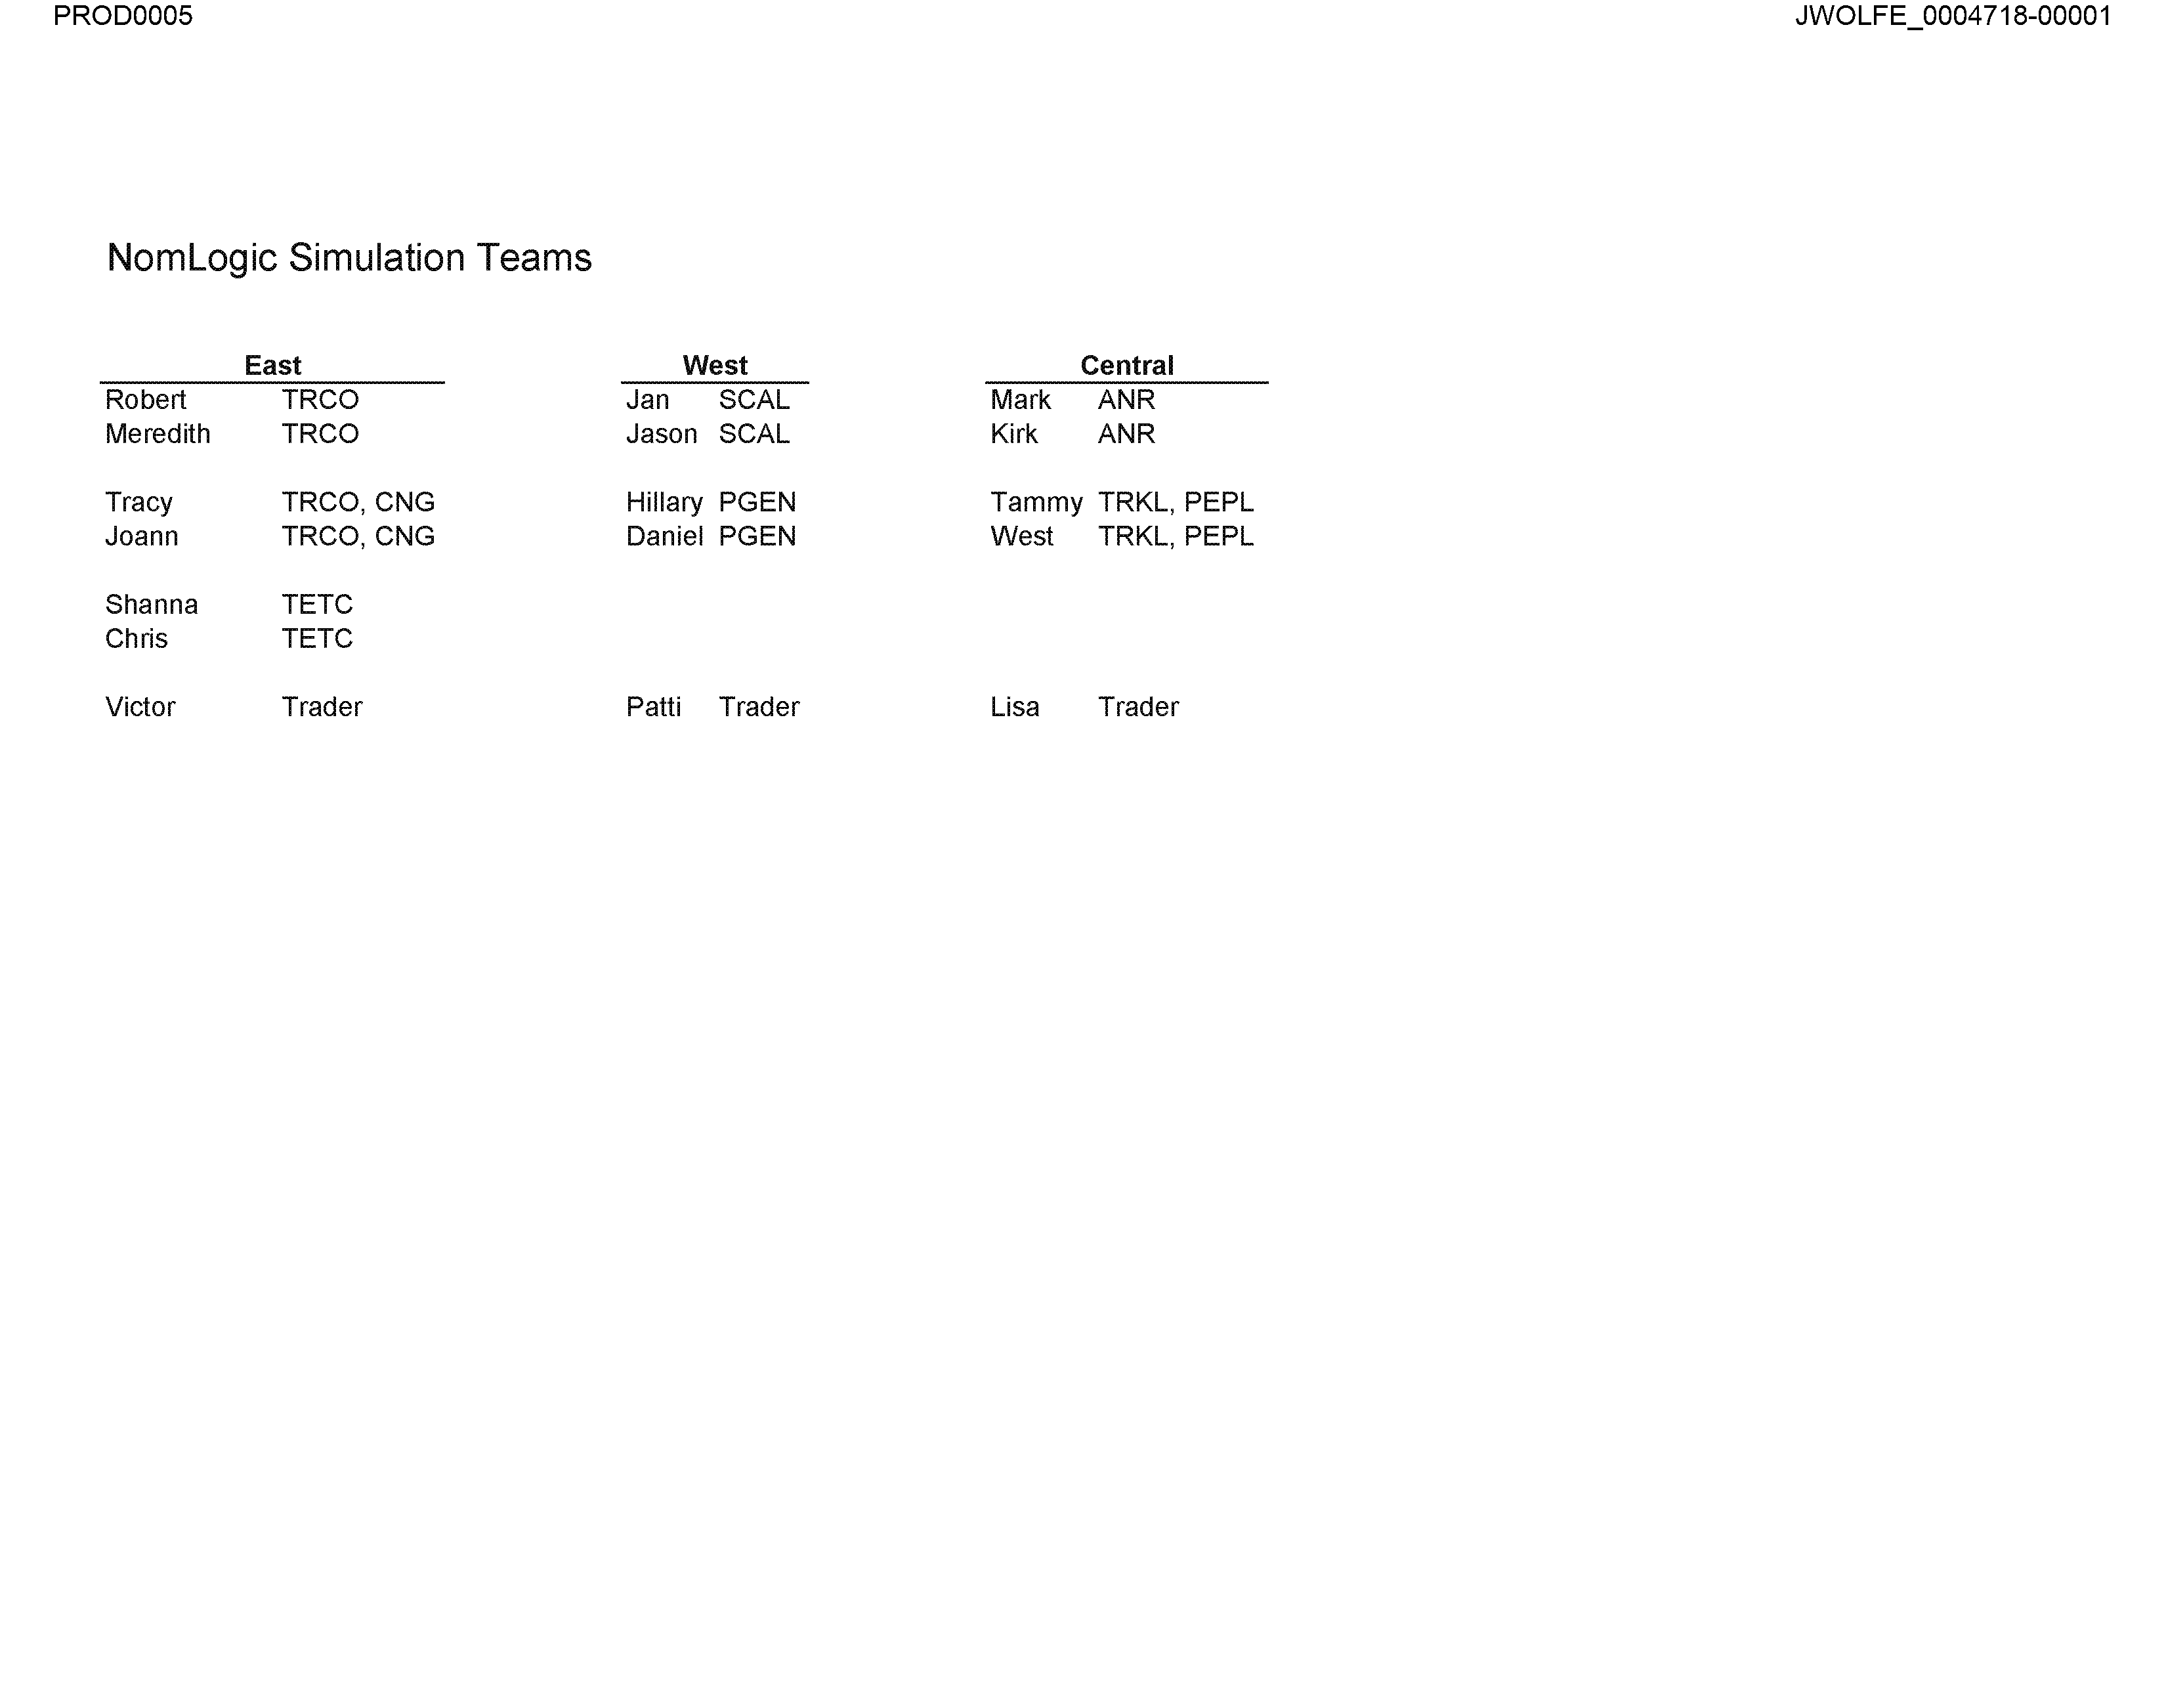 PROD0005 JWOLFE_0004718-00001
NomLogic Simulation Teams
East West Central
Robert TRCO Jan SCAL Mark ANR
Meredith TRCO Jason SCAL Kirk ANR
Tracy TRCO, CNG Hillary PGEN Tammy TRKL, PEPL
Joann TRCO, CNG Daniel PGEN West TRKL, PEPL
Shanna TETC
Chris TETC
Victor Trader Patti Trader Lisa Trader